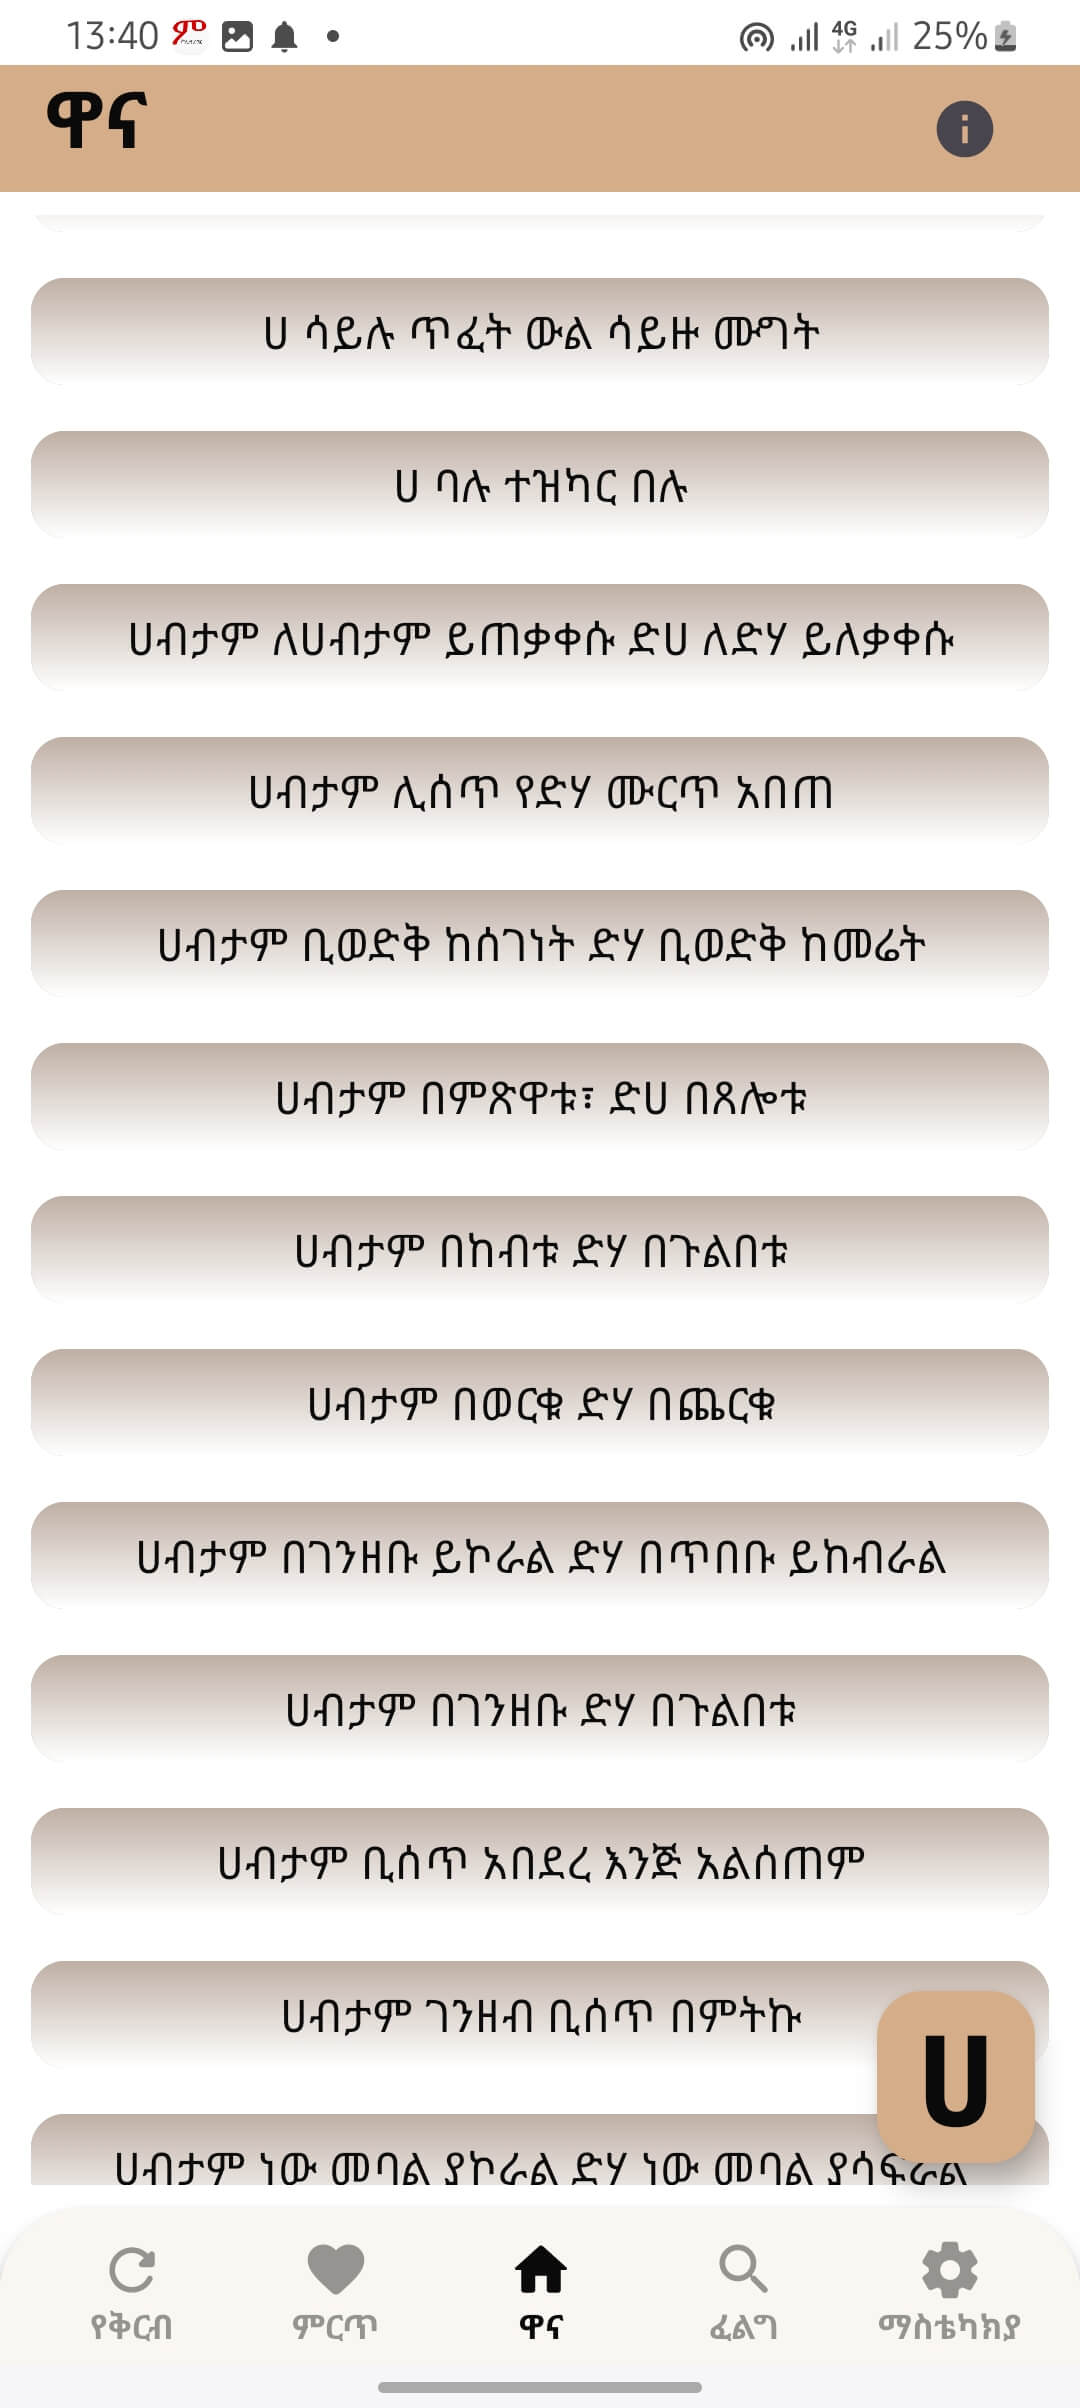 13:40
4G
25%
ዋና
ሀ ሳይሉ ጥፈት ውል ሳይዙ ሙግት
ሀ ባሉ ተዝካር በሉ
ሀብታም ለሀብታም ይጠቃቀሱ ድሀ ለድሃ ይለቃቀሱ
ሀብታም ሊሰጥ የድሃ ሙርጥ አበጠ
ሀብታም ቢወድቅ ከሰገነት ድሃ ቢወድቅ ከመሬት
ሀብታም በምጽዋቱ፣ ድሀ በጸሎቱ
ሀብታም በከብቱ ድሃ በጉልበቱ
ሀብታም በወርቁ ድሃ በጨርቁ
ሀብታም በገንዘቡ ይኮራል ድሃ በጥበቡ ይከብራል
ሀብታም በገንዘቡ ድሃ በጉልበቱ
ሀብታም ቢሰጥ አበደረ እንጅ አልሰጠም
ሀብታም ገንዘብ ቢሰጥ በምትኩ
ሀብታም ነው መባል ያኮራል ድሃ ነው መባል ያሳፍራል
ሀ
የቅርብ
ምርጥ
ዋና
ፈልግ
ማስቴካክያ